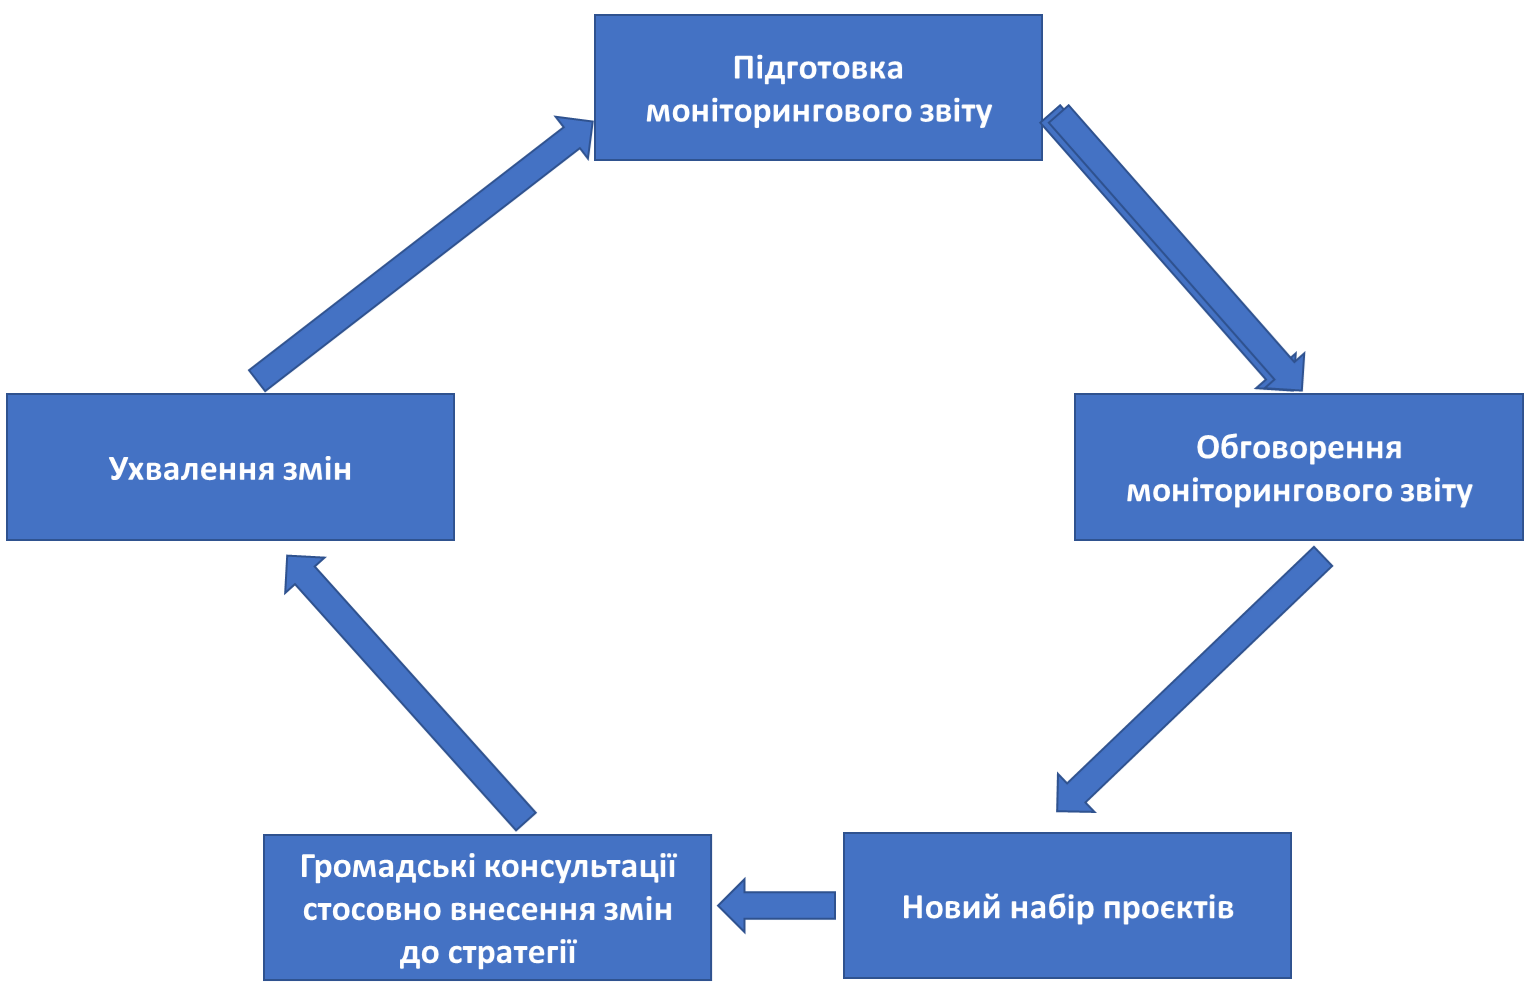 Підготовка
моніторингового звіту
Обговорення
моніторингового звіту
Ухвалення змін
Новий набір проєктів
Громадські консультації
стосовно внесення змін
до стратегії